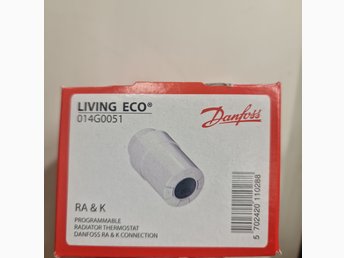 LIVING ECO®
014G0051
Danfoss
RA & K
PROGRAMMABLE
RADIATOR THERMOSTAT
DANFOSS RA & K CONNECTION
5 702420 110288